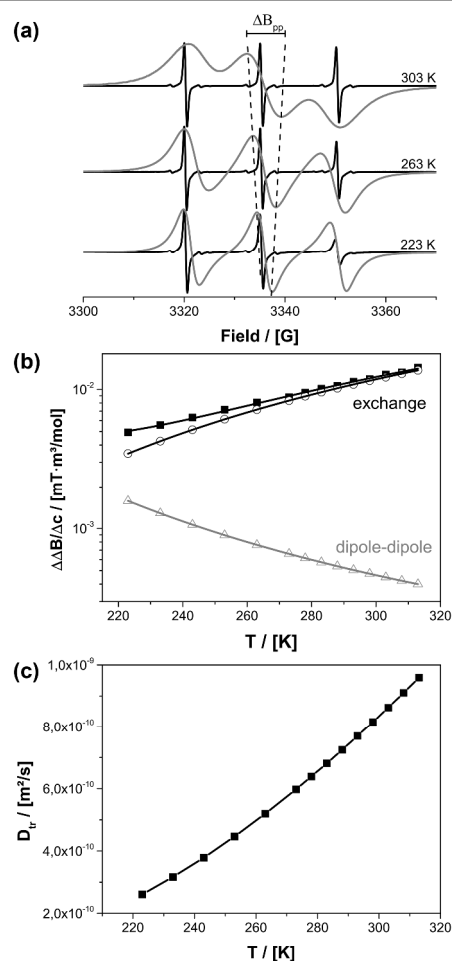 (a)
ΔB_pp
303 K
263 K
223 K
3300 3320 3340 3360
Field / [G]
(b)
ΔΔB/Δc / [mT·m³/mol]
10⁻²
10⁻³
exchange
dipole-dipole
220 240 260 280 300 320
T / [K]
(c)
D_tr / [m²/s]
1,0x10⁻⁹
8,0x10⁻¹⁰
6,0x10⁻¹⁰
4,0x10⁻¹⁰
2,0x10⁻¹⁰
220 240 260 280 300 320
T / [K]